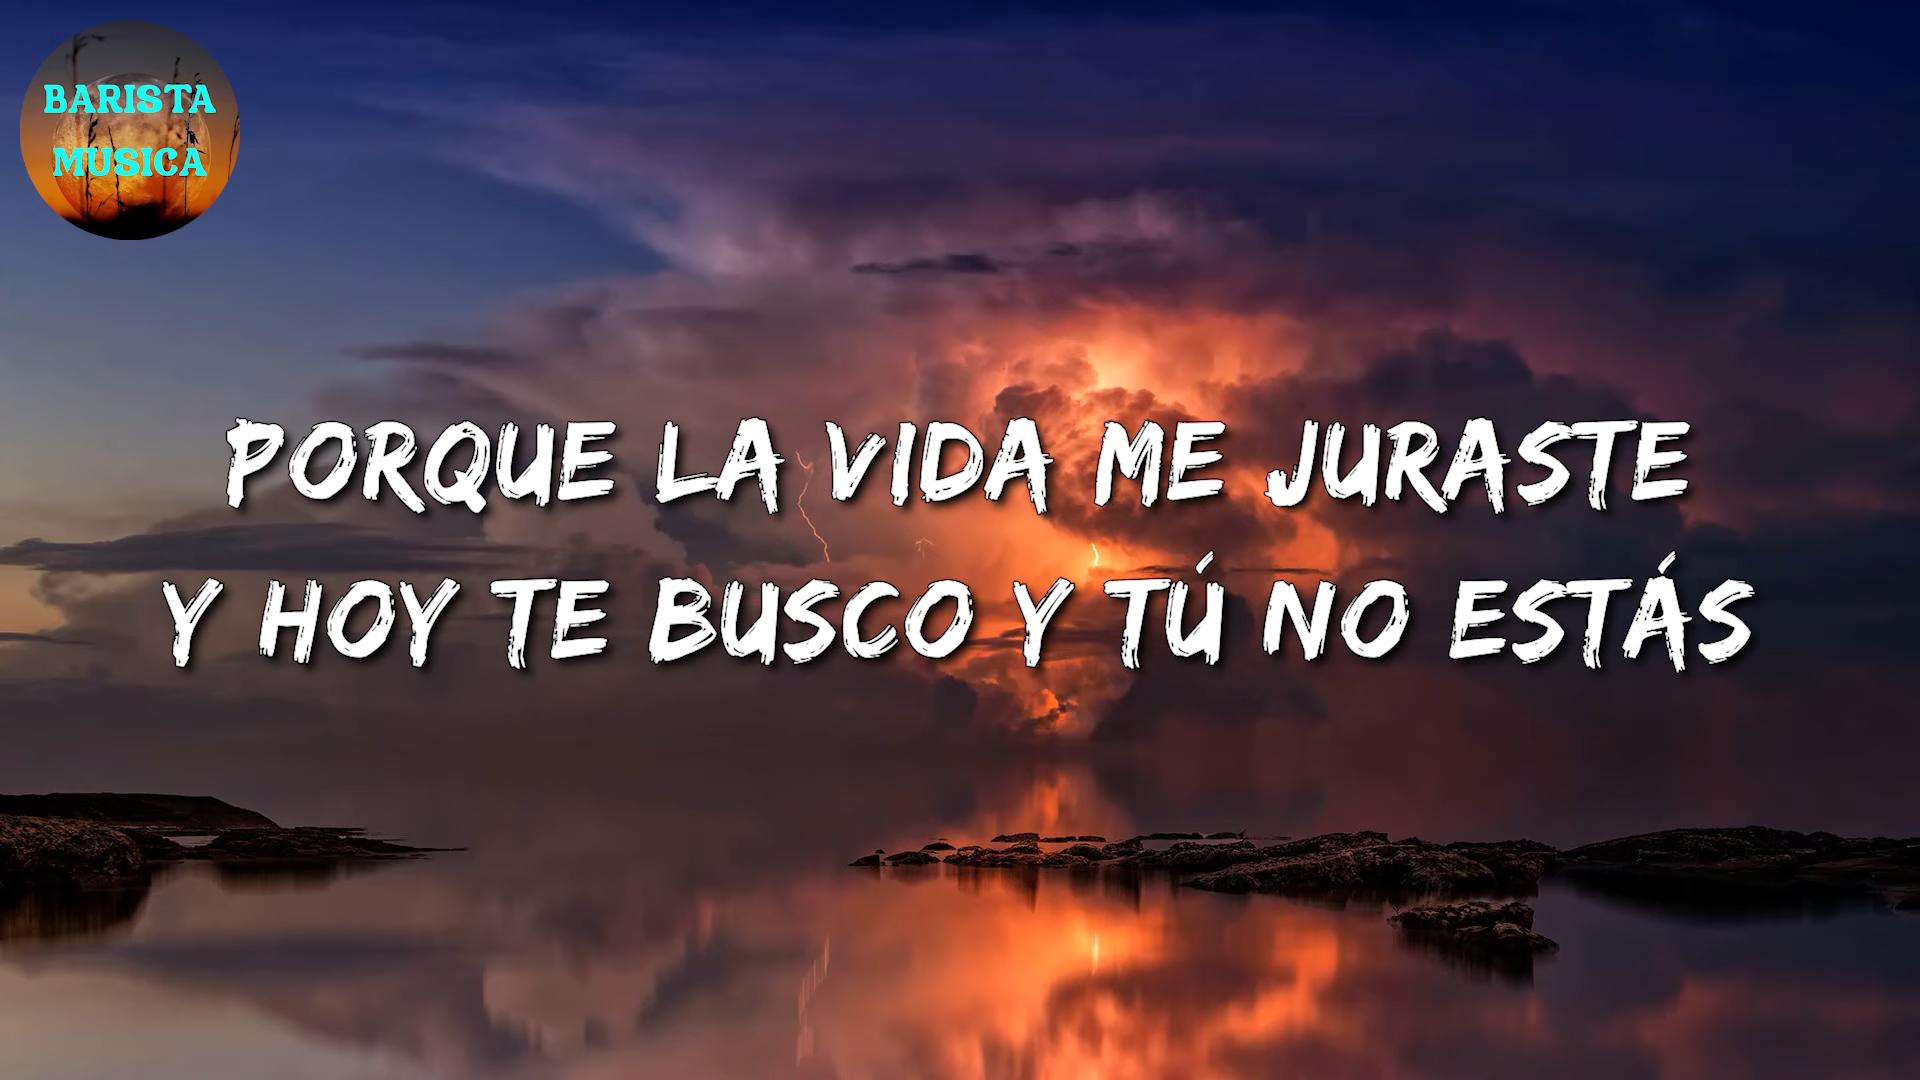 BARISTA
MUSICA
PORQUE LA VIDA ME JURASTE
Y HOY TE BUSCO Y TÚ NO ESTÁS